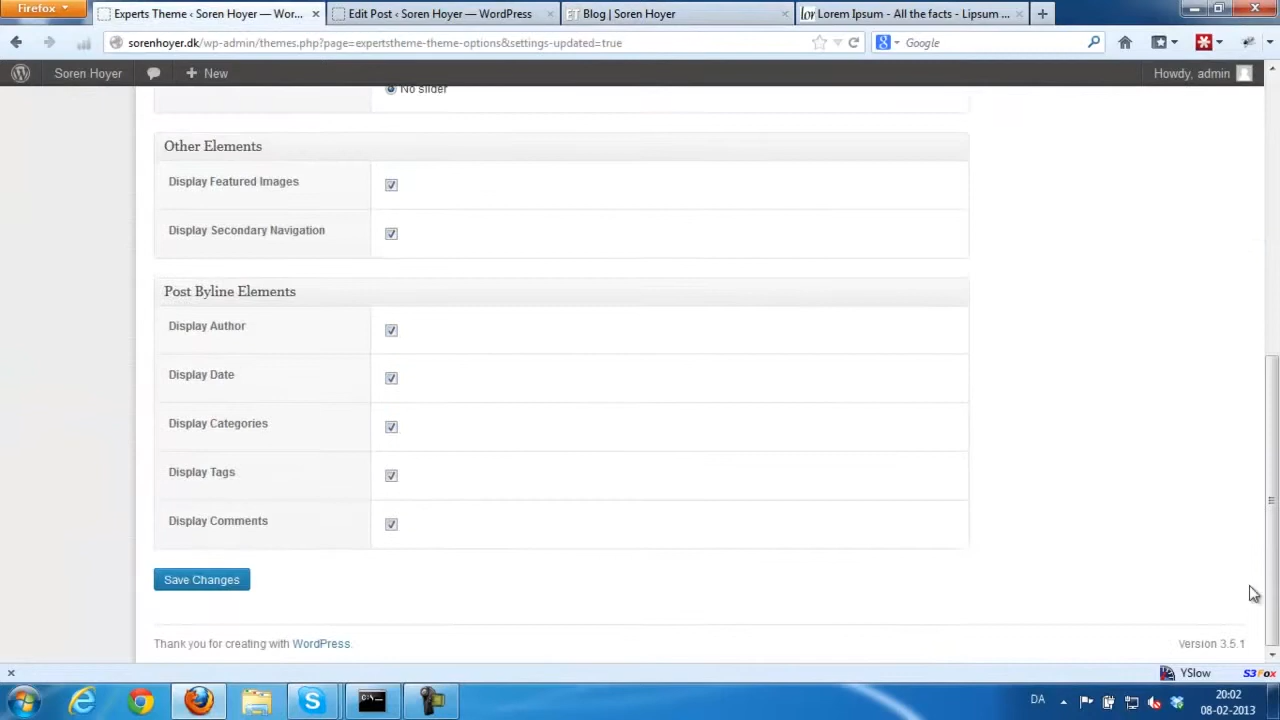 Firefox
Experts Theme ‹ Soren Hoyer — Wor...
Edit Post ‹ Soren Hoyer — WordPress
ET Blog | Soren Hoyer
Lorem Ipsum - All the facts - Lipsum ...
sorenhoyer.dk/wp-admin/themes.php?page=expertstheme-theme-options&settings-updated=true
Google
Soren Hoyer
New
Howdy, admin
No slider
Other Elements
Display Featured Images
Display Secondary Navigation
Post Byline Elements
Display Author
Display Date
Display Categories
Display Tags
Display Comments
Save Changes
Thank you for creating with WordPress.
Version 3.5.1
YSlow
S3Fox
DA
20:02
08-02-2013